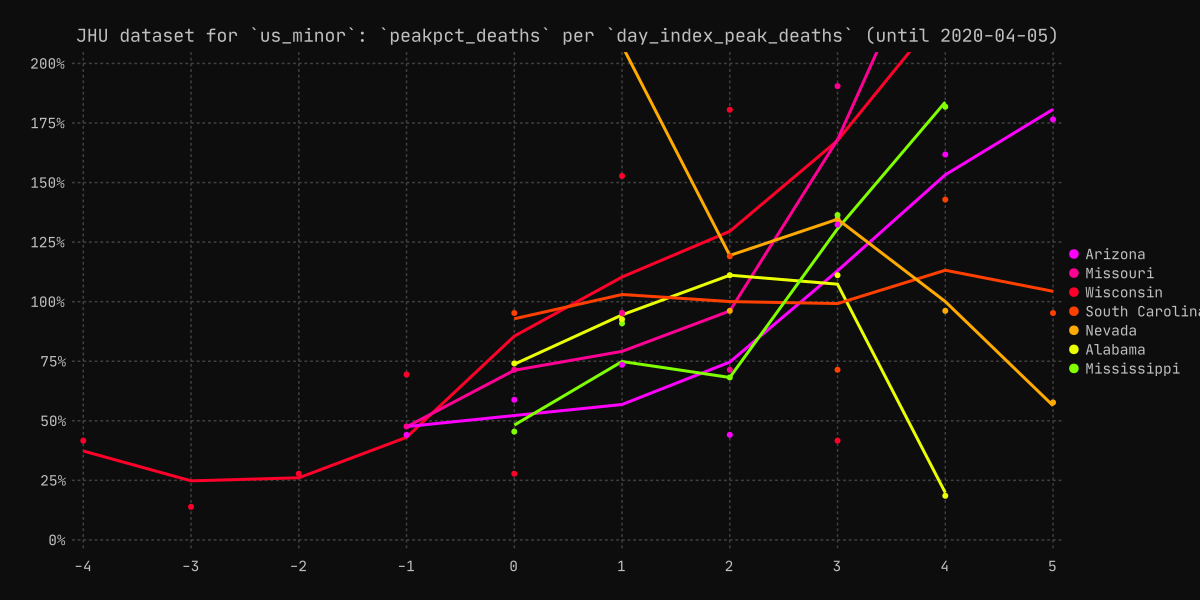 JHU dataset for `us_minor`: `peakpct_deaths` per `day_index_peak_deaths` (until 2020-04-05)
200%
175%
150%
125%
100%
75%
50%
25%
0%
-4 -3 -2 -1 0 1 2 3 4 5
Arizona
Missouri
Wisconsin
South Carolina
Nevada
Alabama
Mississippi